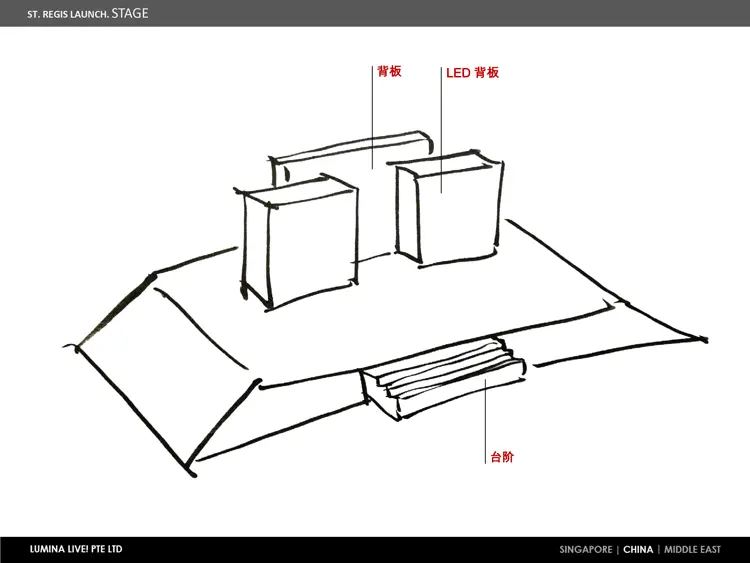 ST. REGIS LAUNCH. STAGE
背板
LED 背板
台阶
LUMINA LIVE! PTE LTD
SINGAPORE | CHINA | MIDDLE EAST